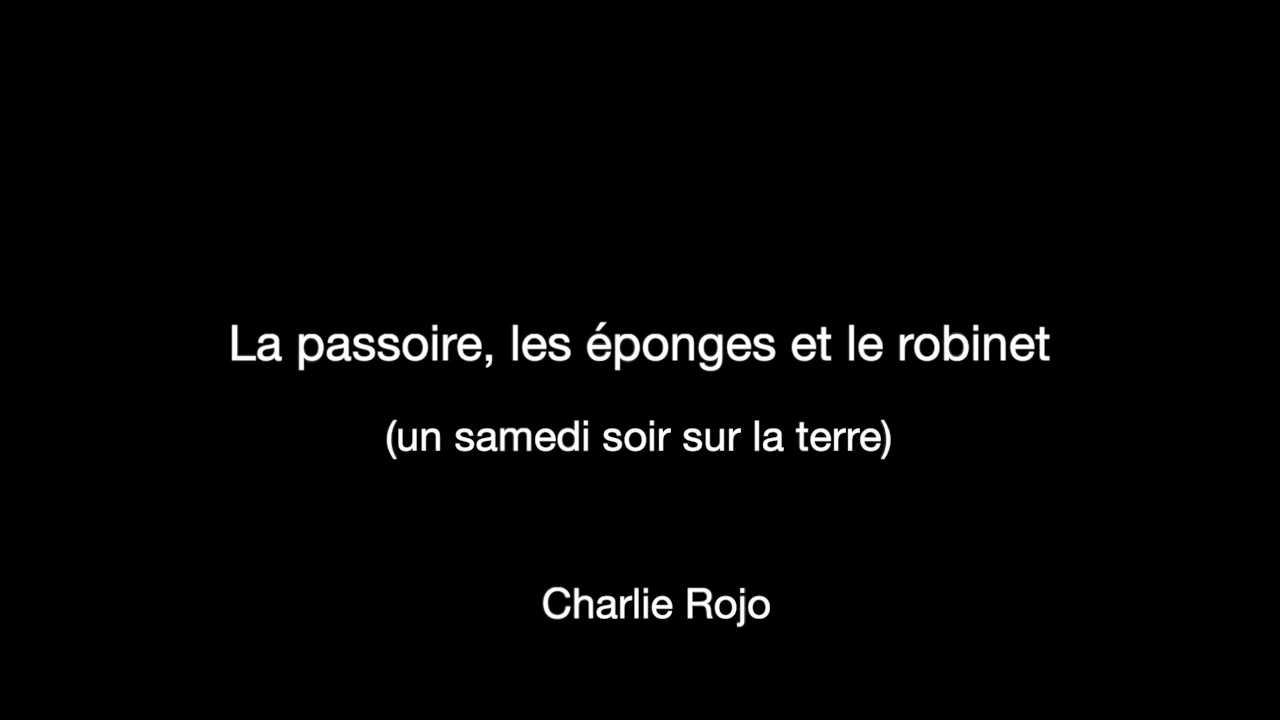 La passoire, les éponges et le robinet
(un samedi soir sur la terre)
Charlie Rojo